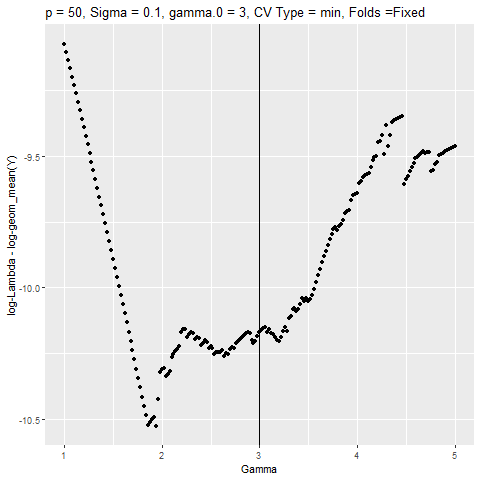 p = 50, Sigma = 0.1, gamma.0 = 3, CV Type = min, Folds =Fixed
log-Lambda - log-geom_mean(Y)
-9.5
-10.0
-10.5
1 2 3 4 5
Gamma